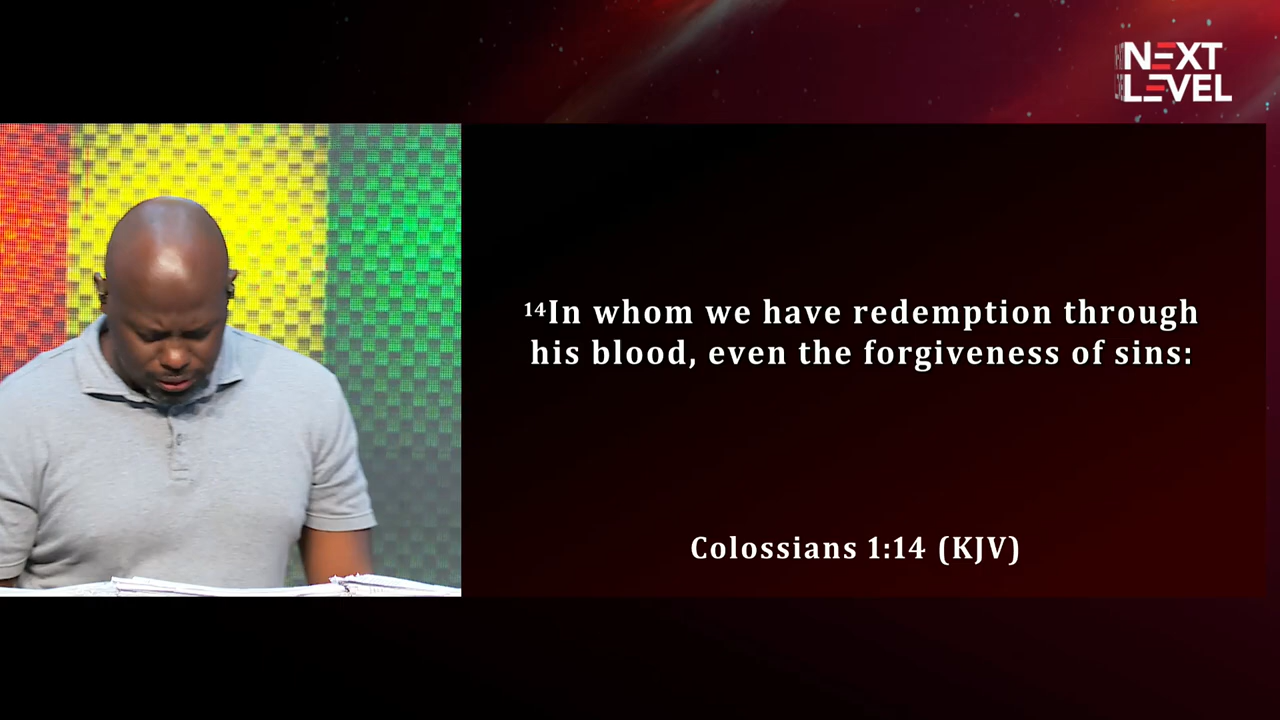 NEXT
LEVEL
¹⁴In whom we have redemption through
his blood, even the forgiveness of sins:
Colossians 1:14 (KJV)